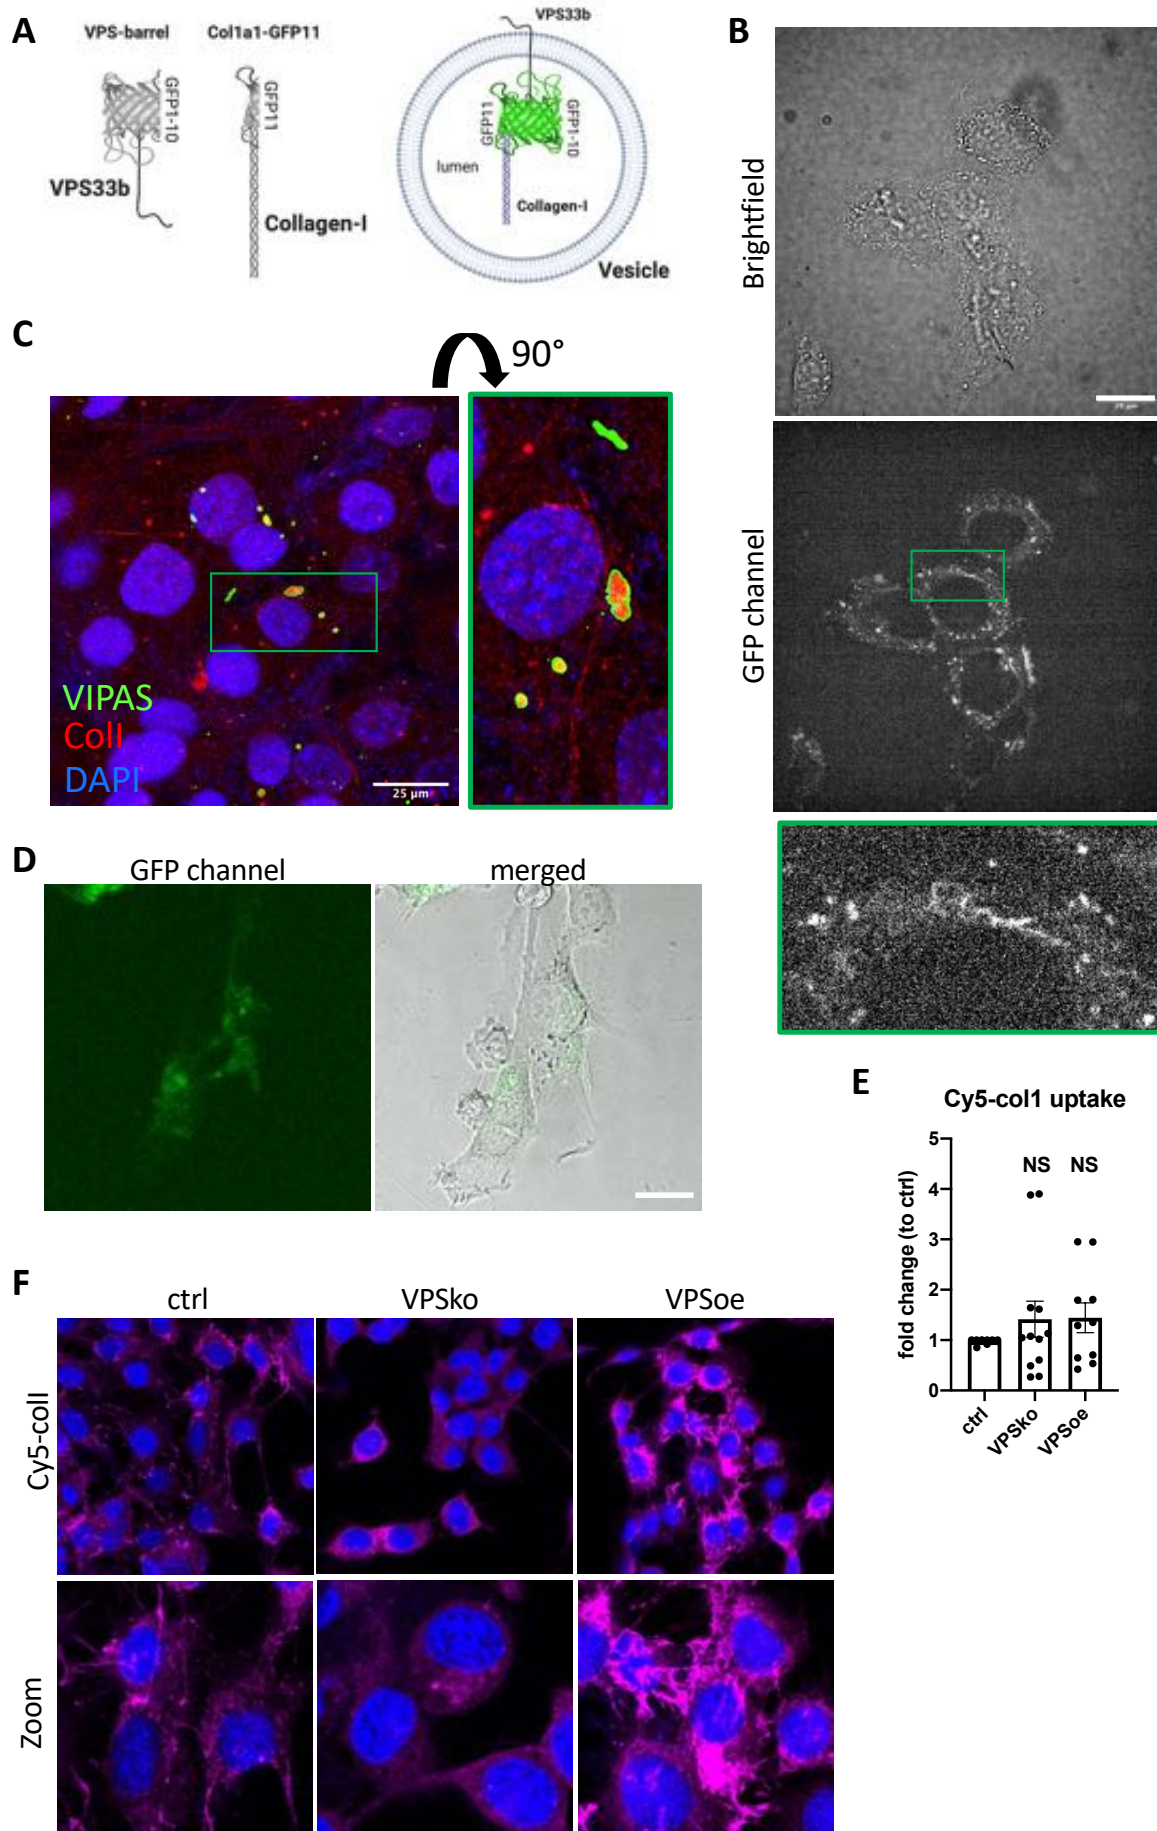 A
VPS-barrel
Col1a1-GFP11
GFP1-10
GFP11
VPS33b
Collagen-I
VPS33b
GFP11
GFP1-10
lumen
Collagen-I
Vesicle
B
Brightfield
GFP channel
C
90°
VIPAS
ColI
DAPI
25 µm
D
GFP channel
merged
E
Cy5-col1 uptake
fold change (to ctrl)
5
4
3
2
1
0
NS
NS
ctrl
VPSko
VPSoe
F
ctrl
VPSko
VPSoe
Cy5-colI
Zoom